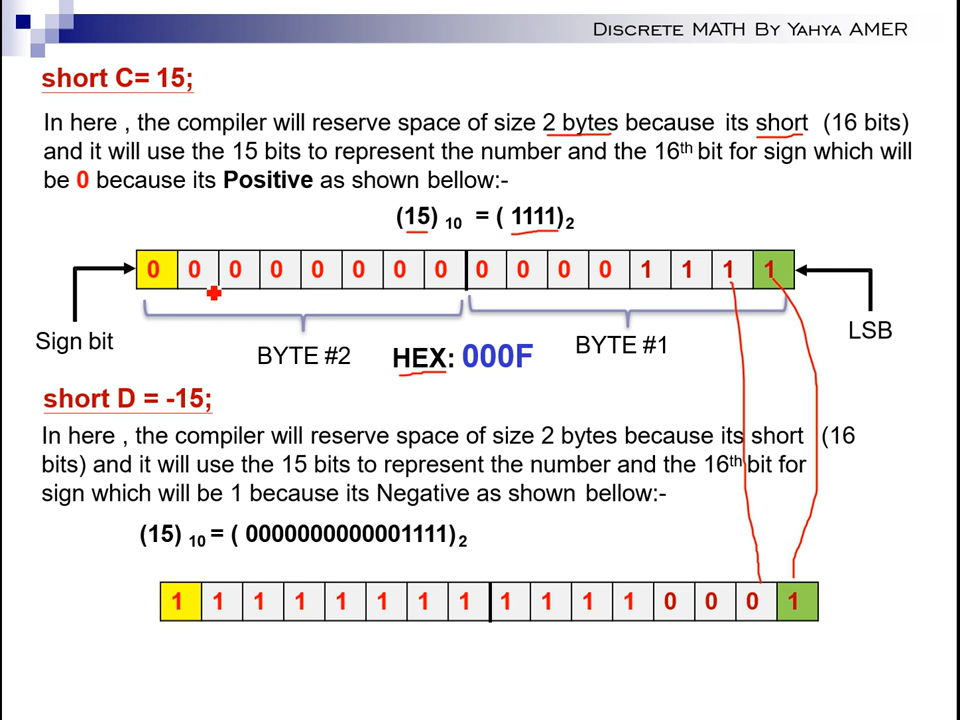 DISCRETE MATH BY YAHYA AMER
short C= 15;
In here , the compiler will reserve space of size 2 bytes because its short (16 bits)
and it will use the 15 bits to represent the number and the 16th bit for sign which will
be 0 because its Positive as shown bellow:-
(15) 10 = ( 1111)2
0 0 0 0 0 0 0 0 0 0 0 0 1 1 1 1
Sign bit
BYTE #2
BYTE #1
LSB
HEX: 000F
short D = -15;
In here , the compiler will reserve space of size 2 bytes because its short (16
bits) and it will use the 15 bits to represent the number and the 16th bit for
sign which will be 1 because its Negative as shown bellow:-
(15) 10 = ( 0000000000001111)2
1 1 1 1 1 1 1 1 1 1 1 1 0 0 0 1